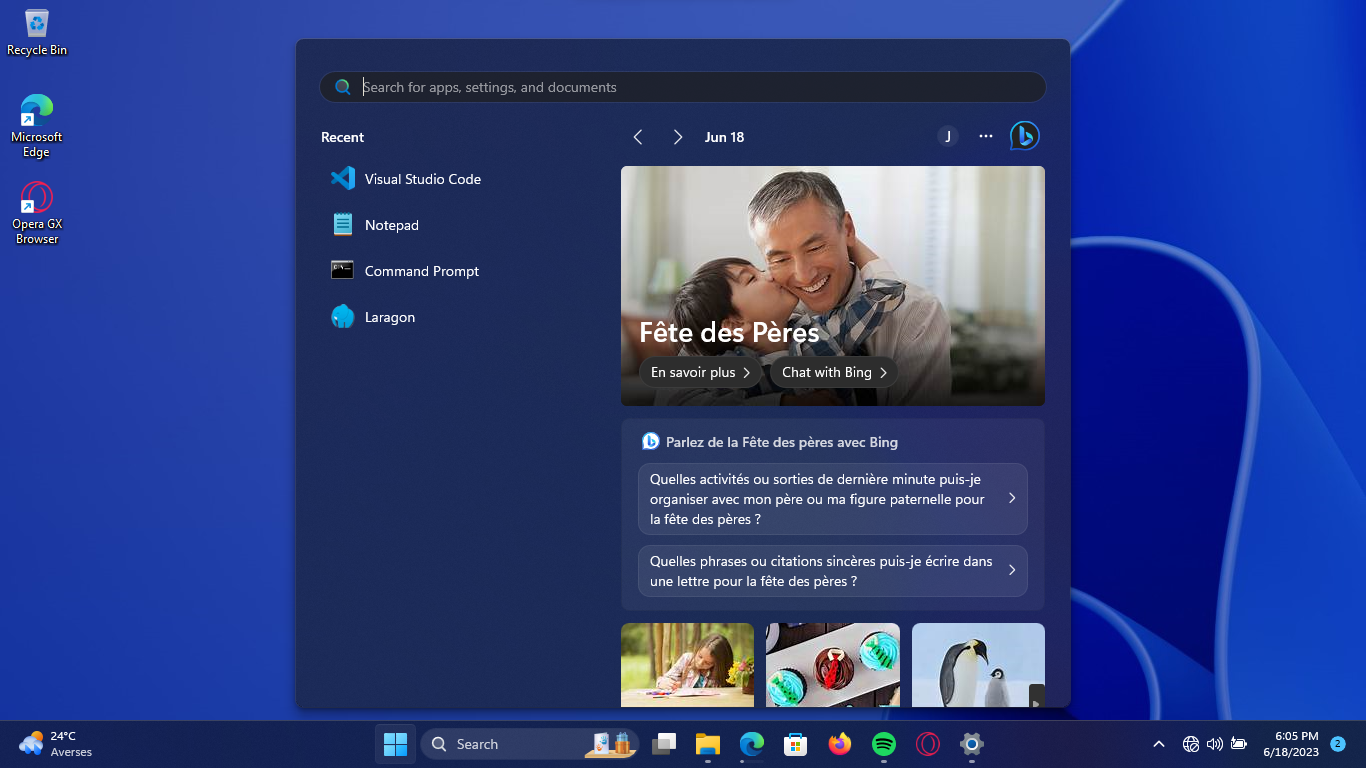 Recycle Bin
Microsoft
Edge
Opera GX
Browser
Search for apps, settings, and documents
Recent
Visual Studio Code
Notepad
Command Prompt
Laragon
Jun 18
J
Fête des Pères
En savoir plus
Chat with Bing
Parlez de la Fête des pères avec Bing
Quelles activités ou sorties de dernière minute puis-je
organiser avec mon père ou ma figure paternelle pour
la fête des pères ?
Quelles phrases ou citations sincères puis-je écrire dans
une lettre pour la fête des pères ?
24°C
Averses
Search
6:05 PM
6/18/2023
2